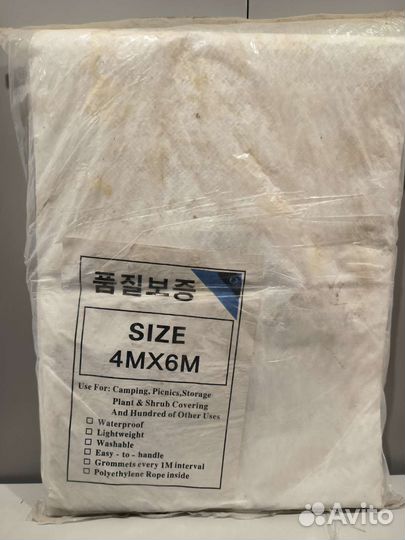 품질보증
SIZE
4MX6M
Use For: Camping, Picnics,Storage
Plant & Shrub Covering
And Hundred of Other Uses
Waterproof
Lightweight
Washable
Easy - to - handle
Grommets every 1M interval
Polyethylene Rope inside
Avito